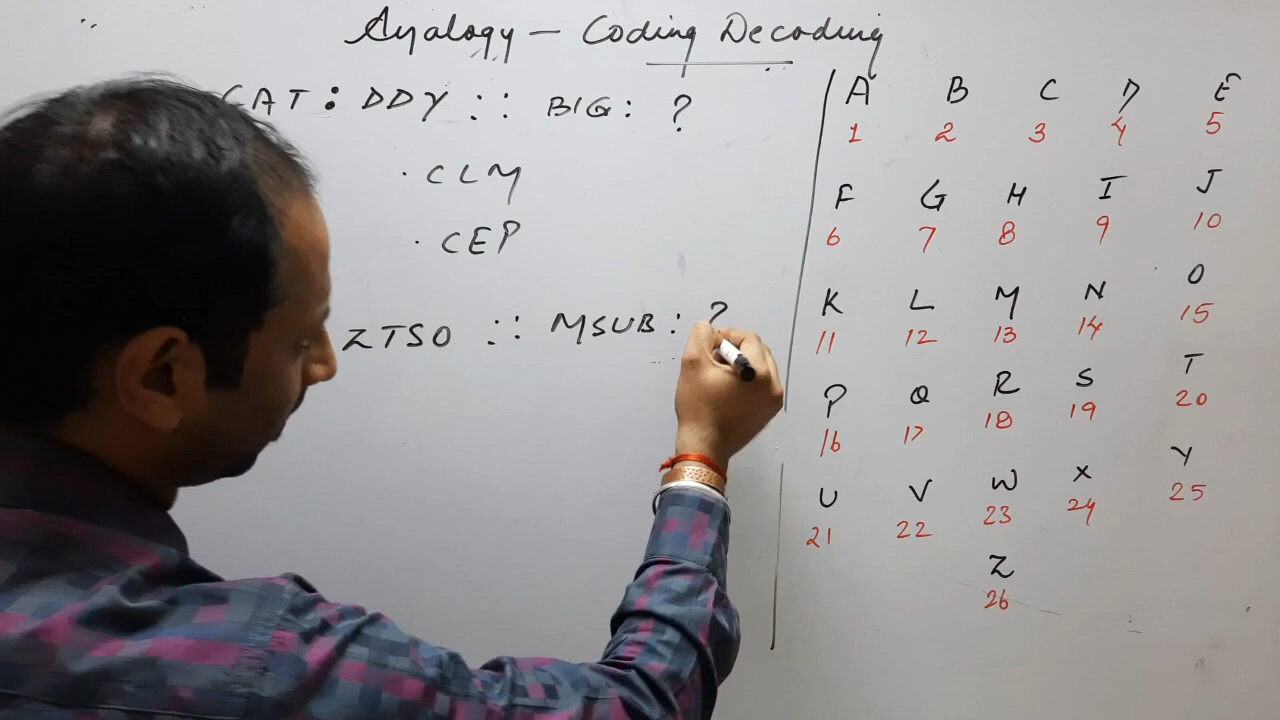 Analogy – Coding Decoding
CAT : DDY :: BIG : ?
· CLM
· CEP
ZTSO :: MSUB : ?
A B C D E
1 2 3 4 5
F G H I J
6 7 8 9 10
K L M N O
11 12 13 14 15
P Q R S T
16 17 18 19 20
U V W X Y
21 22 23 24 25
Z
26